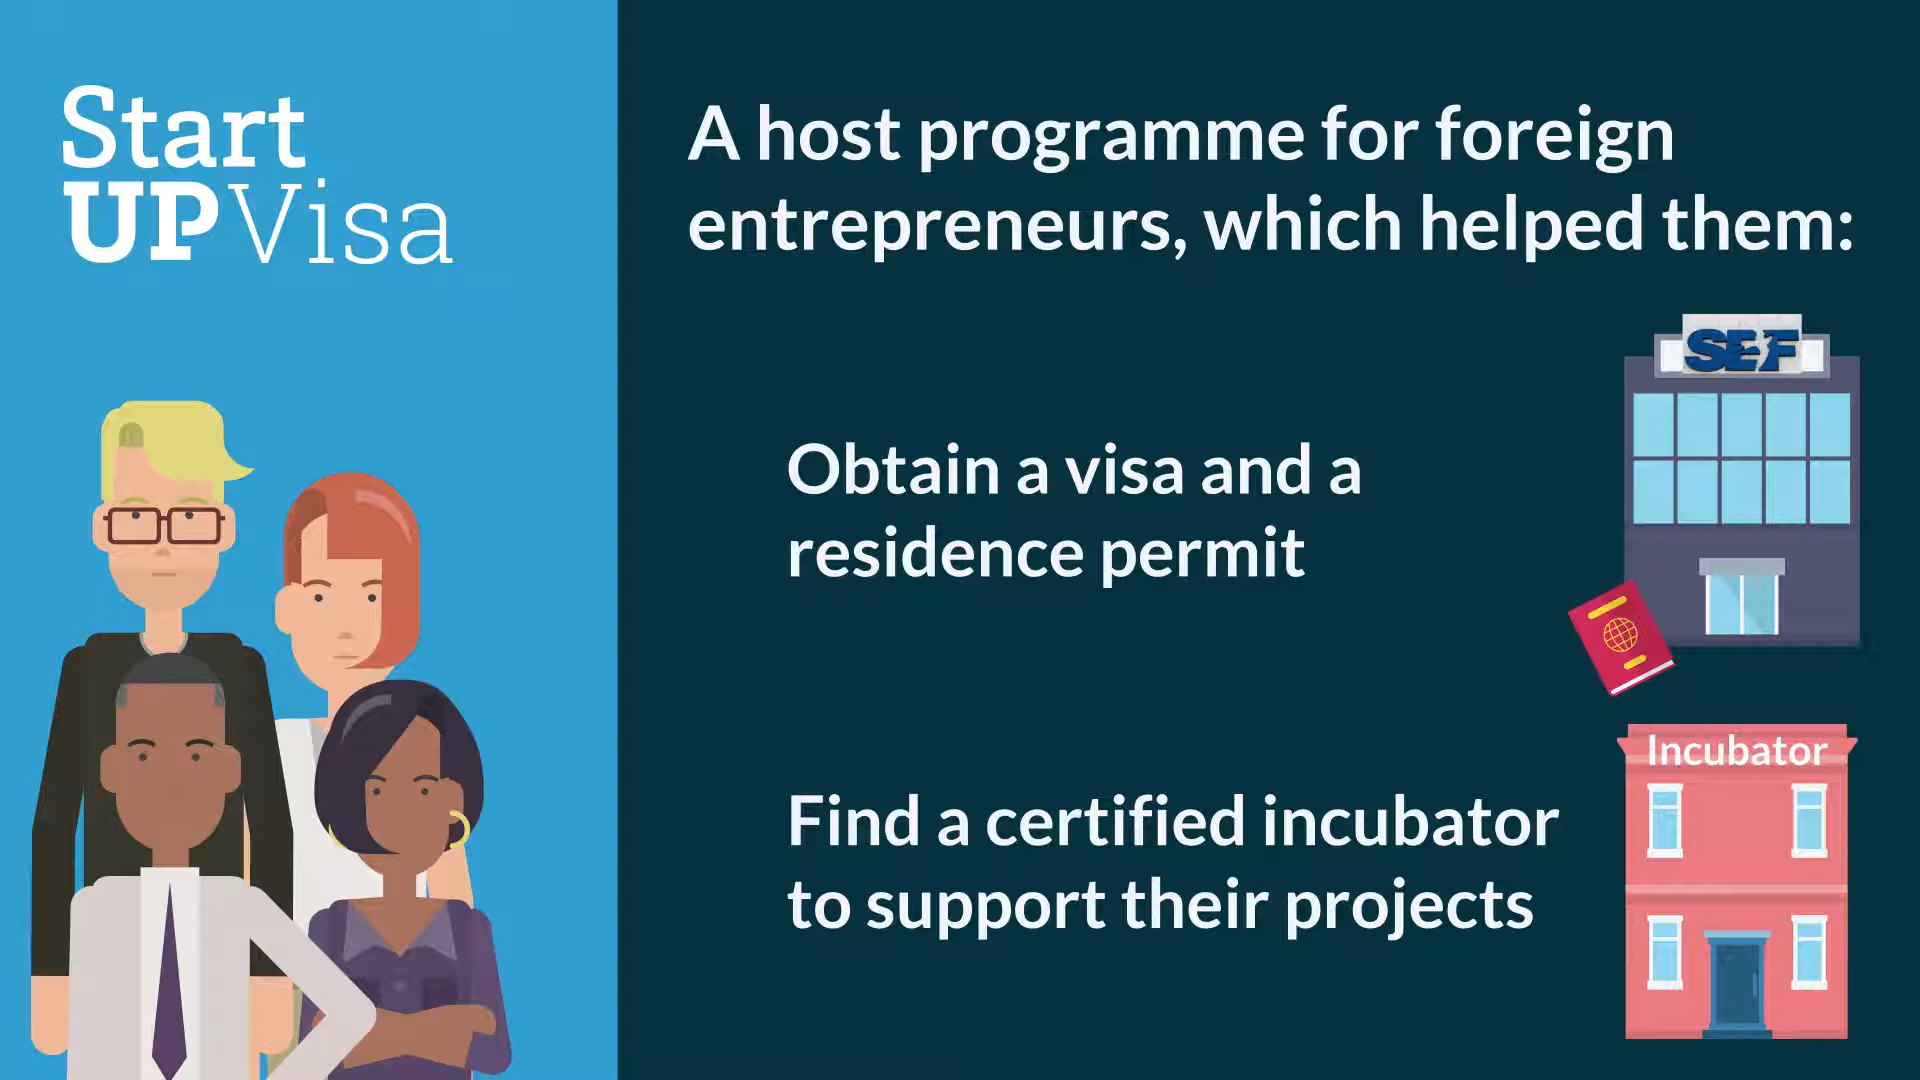 Start
UPVisa
A host programme for foreign
entrepreneurs, which helped them:
SEF
Obtain a visa and a
residence permit
Incubator
Find a certified incubator
to support their projects